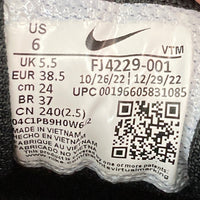 US
6
VTM
UK 5.5 FJ4229-001
EUR 38.5 10/26/22 12/29/22
cm 24 UPC 00196605831085
BR 37
CN 240(2.5)
04C1PB9H0W6
MADE IN VIETNAM
FABRIQUÉ AU VIETNAM
HECHO EN VIETNAM